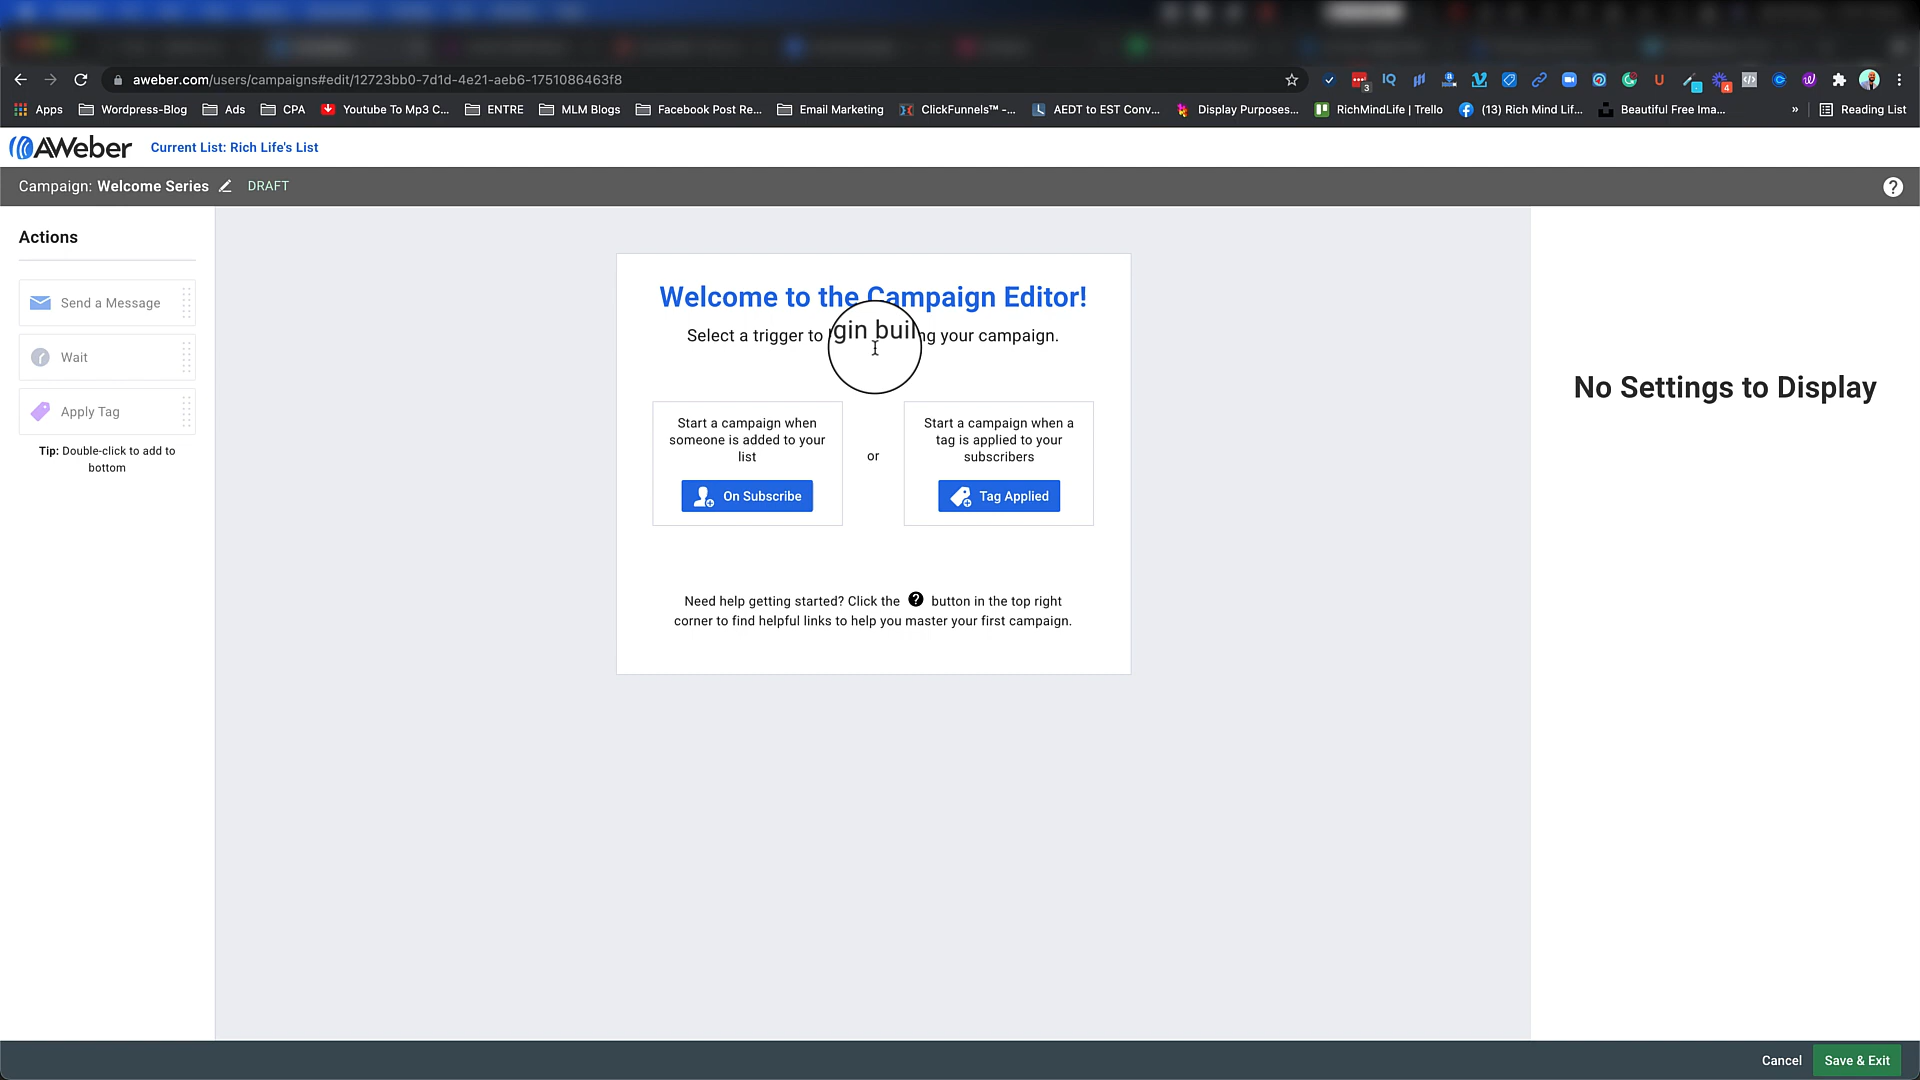 aweber.com/users/campaigns#edit/12723bb0-7d1d-4e21-aeb6-1751086463f8
3
IQ
U
4
Apps
Wordpress-Blog
Ads
CPA
Youtube To Mp3 C...
ENTRE
MLM Blogs
Facebook Post Re...
Email Marketing
ClickFunnels™ -...
AEDT to EST Conv...
Display Purposes...
RichMindLife | Trello
(13) Rich Mind Lif...
Beautiful Free Ima...
»
Reading List
AWeber
Current List: Rich Life's List
Campaign: Welcome Series
DRAFT
?
Actions
Send a Message
Wait
Apply Tag
Tip: Double-click to add to
bottom
Welcome to the Campaign Editor!
Select a trigger to gin buil ng your campaign.
Start a campaign when
someone is added to your
list
On Subscribe
or
Start a campaign when a
tag is applied to your
subscribers
Tag Applied
Need help getting started? Click the ? button in the top right
corner to find helpful links to help you master your first campaign.
No Settings to Display
Cancel
Save & Exit